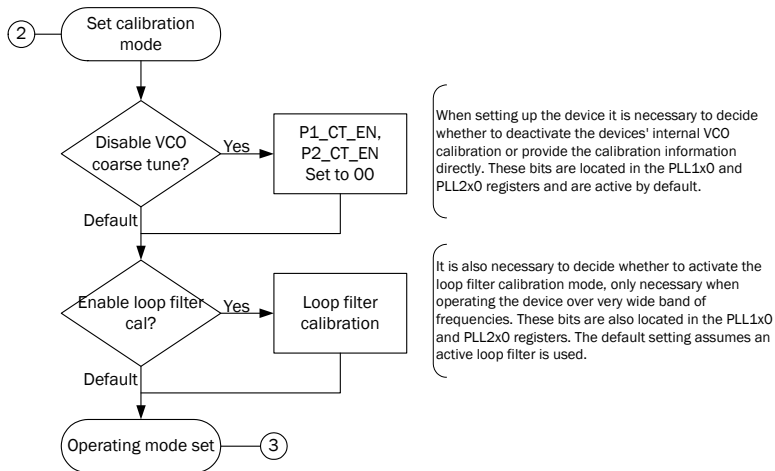 2
Set calibration
mode
Disable VCO
coarse tune?
Yes
P1_CT_EN,
P2_CT_EN
Set to 00
When setting up the device it is necessary to decide
whether to deactivate the devices' internal VCO
calibration or provide the calibration information
directly. These bits are located in the PLL1x0 and
PLL2x0 registers and are active by default.
Default
Enable loop filter
cal?
Yes
Loop filter
calibration
It is also necessary to decide whether to activate the
loop filter calibration mode, only necessary when
operating the device over very wide band of
frequencies. These bits are also located in the PLL1x0
and PLL2x0 registers. The default setting assumes an
active loop filter is used.
Default
Operating mode set
3